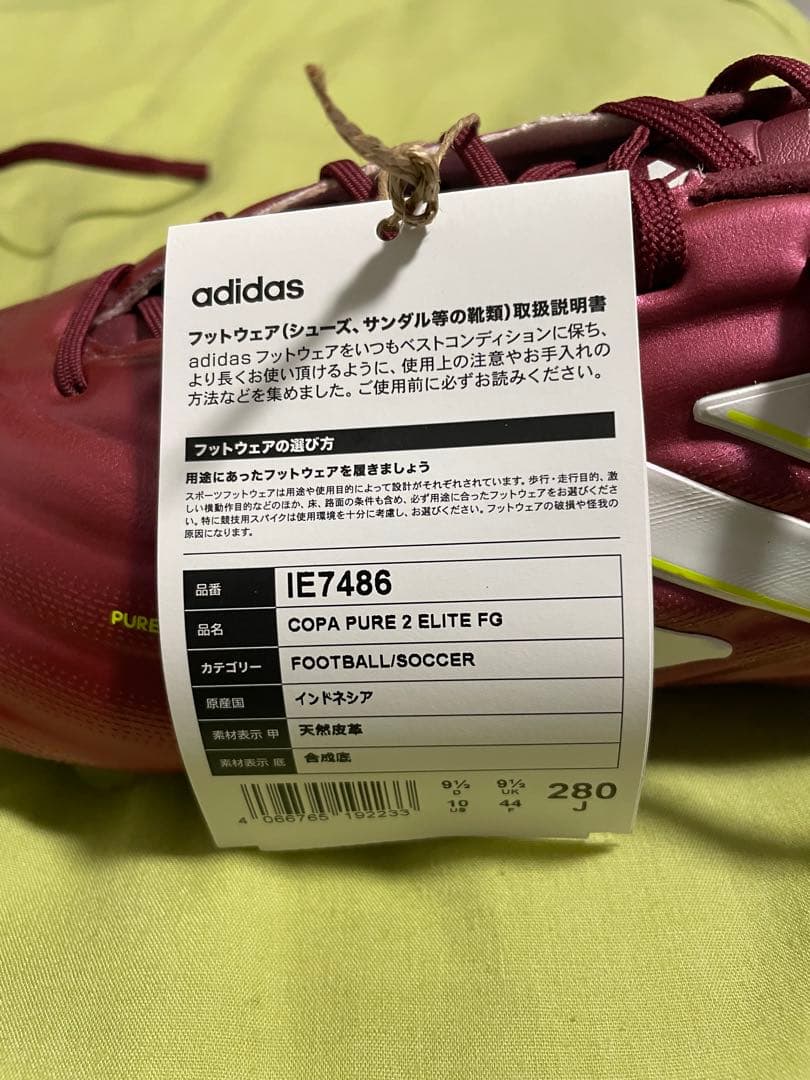 adidas
フットウェア(シューズ、サンダル等の靴類)取扱説明書
adidas フットウェアをいつもベストコンディションに保ち、
より長くお使い頂けるように、使用上の注意やお手入れの
方法などを集めました。ご使用前に必ずお読みください。
フットウェアの選び方
用途にあったフットウェアを履きましょう
スポーツフットウェアは用途や使用目的によって設計がそれぞれされています。歩行・走行目的、激
しい横動作目的などのほか、床、路面の条件も含め、必ず用途に合ったフットウェアをお選びくださ
い。特に競技用スパイクは使用環境を十分に考慮し、お選びください。フットウェアの破損や怪我の
原因になります。
品番 IE7486
品名 COPA PURE 2 ELITE FG
カテゴリー FOOTBALL/SOCCER
原産国 インドネシア
素材表示 甲 天然皮革
素材表示 底 合成底
9½ 9½ 280
D UK J
10 44
US F
4 066765 192233
PURE